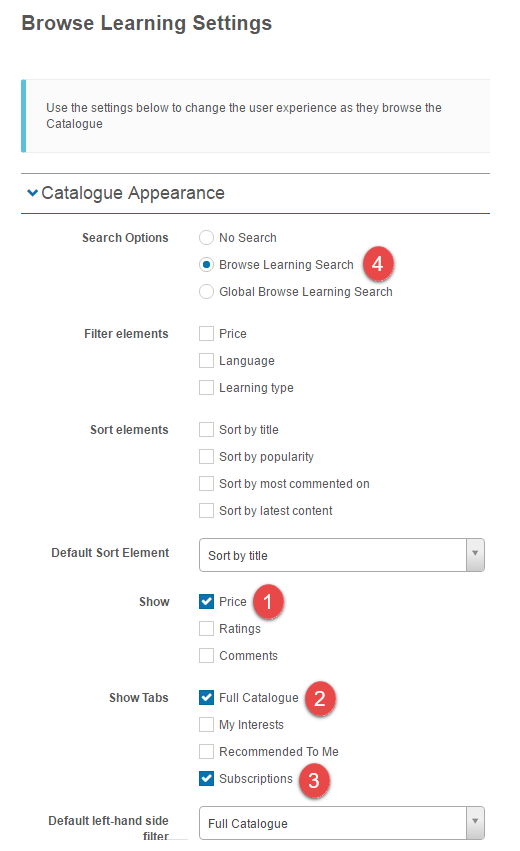 Browse Learning Settings
Use the settings below to change the user experience as they browse the
Catalogue
Catalogue Appearance
Search Options
No Search
Browse Learning Search 4
Global Browse Learning Search
Filter elements
Price
Language
Learning type
Sort elements
Sort by title
Sort by popularity
Sort by most commented on
Sort by latest content
Default Sort Element
Sort by title
Show
Price 1
Ratings
Comments
Show Tabs
Full Catalogue 2
My Interests
Recommended To Me
Subscriptions 3
Default left-hand side
filter
Full Catalogue